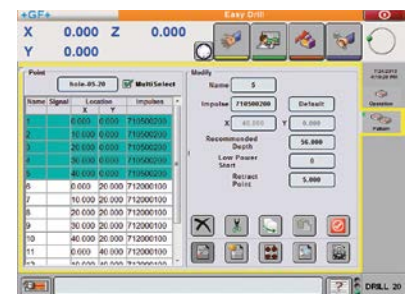 +GF+ Easy Drill
X 0.000 Z 0.000
Y 0.000
Point
hole-05.20 MultiSelect
Name Signal Location Impulses
X Y
1 0.000 0.000 710500200
2 10.000 0.000 710500200
3 20.000 0.000 710500200
4 30.000 0.000 710500200
5 40.000 0.000 710500200
6 0.000 20.000 712000100
7 10.000 20.000 712000100
8 20.000 20.000 712000100
9 30.000 20.000 712000100
10 40.000 20.000 712000100
11 0.000 40.000 712000100
Modify
Name 5
Impulse 710500200 Default
X 40.000 Y 0.000
Recommended Depth 56.000
Low Power Start 0
Retract Point 5.000
Operation
Pattern
? DRILL 20